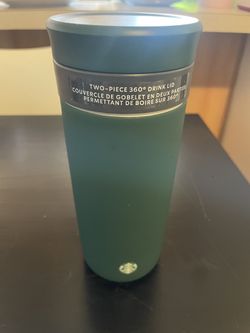 TWO-PIECE 360° DRINK LID
COUVERCLE DE GOBELET EN DEUX PARTIES
PERMETTANT DE BOIRE SUR 360°